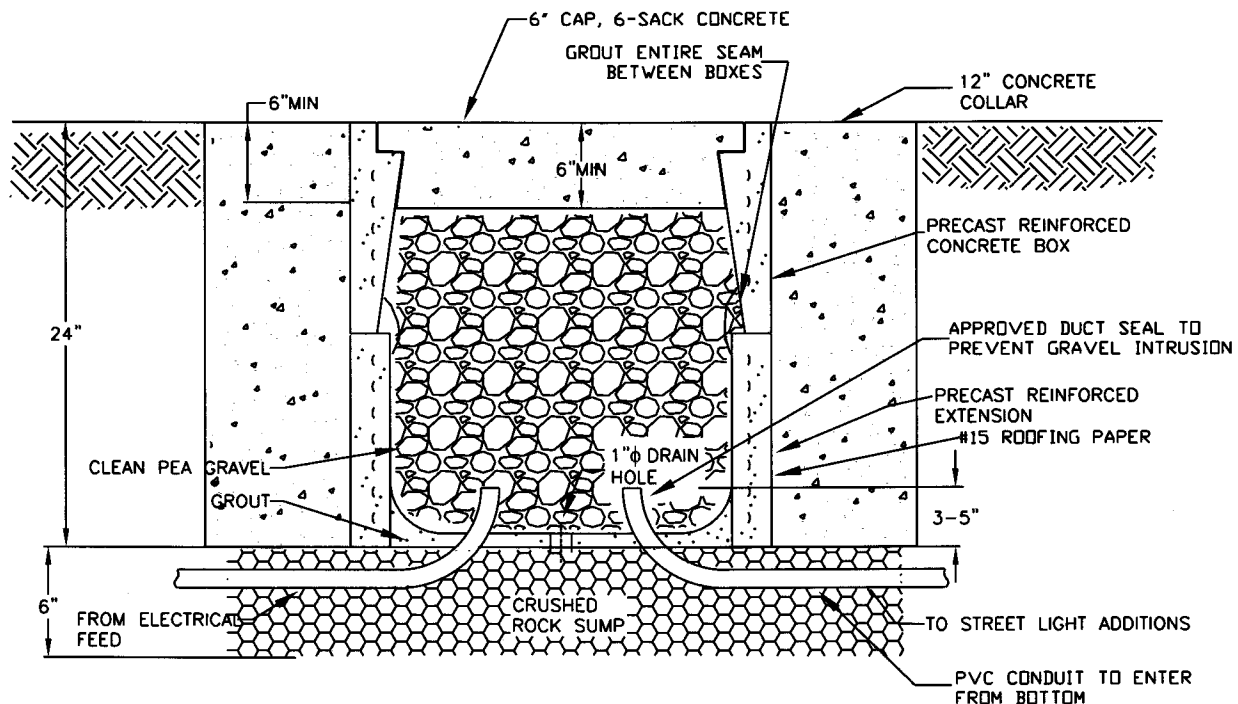 6" CAP, 6-SACK CONCRETE
GROUT ENTIRE SEAM
BETWEEN BOXES
12" CONCRETE
COLLAR
6"MIN
6"MIN
PRECAST REINFORCED
CONCRETE BOX
24"
APPROVED DUCT SEAL TO
PREVENT GRAVEL INTRUSION
PRECAST REINFORCED
EXTENSION
#15 ROOFING PAPER
CLEAN PEA GRAVEL
1"ϕ DRAIN
HOLE
GROUT
3-5"
6"
FROM ELECTRICAL
FEED
CRUSHED
ROCK SUMP
TO STREET LIGHT ADDITIONS
PVC CONDUIT TO ENTER
FROM BOTTOM